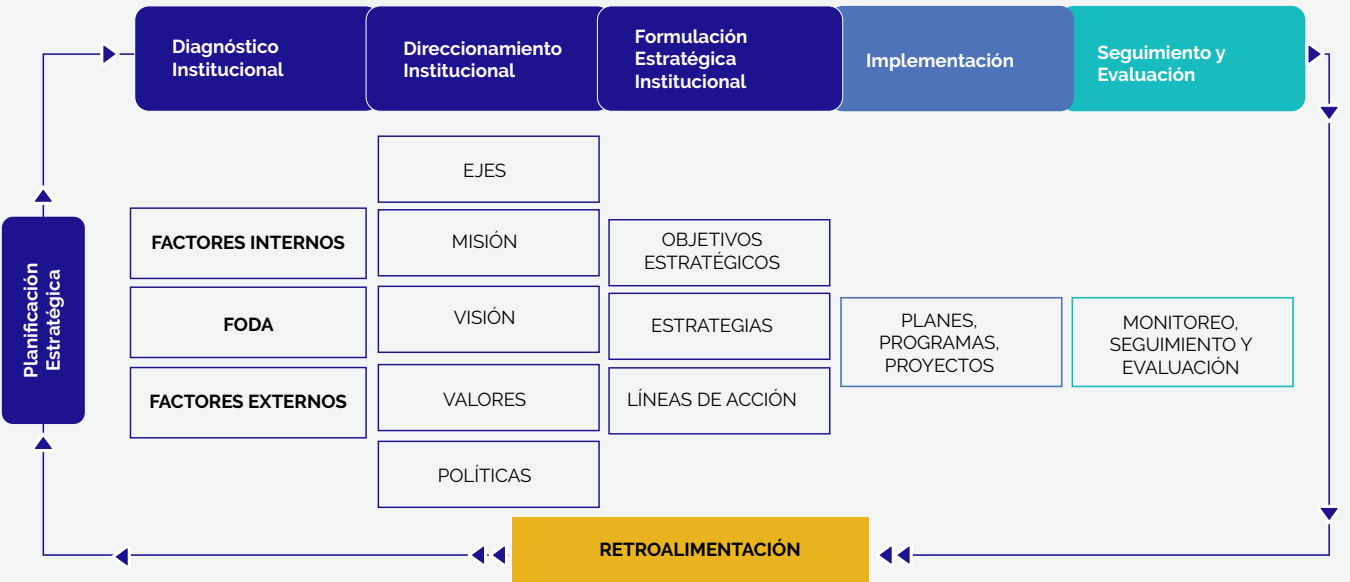 Diagnóstico
Institucional
Direccionamiento
Institucional
Formulación
Estratégica
Institucional
Implementación
Seguimiento y
Evaluación
Planificación
Estratégica
FACTORES INTERNOS
FODA
FACTORES EXTERNOS
EJES
MISIÓN
VISIÓN
VALORES
POLÍTICAS
OBJETIVOS
ESTRATÉGICOS
ESTRATEGIAS
LÍNEAS DE ACCIÓN
PLANES,
PROGRAMAS,
PROYECTOS
MONITOREO,
SEGUIMIENTO Y
EVALUACIÓN
RETROALIMENTACIÓN